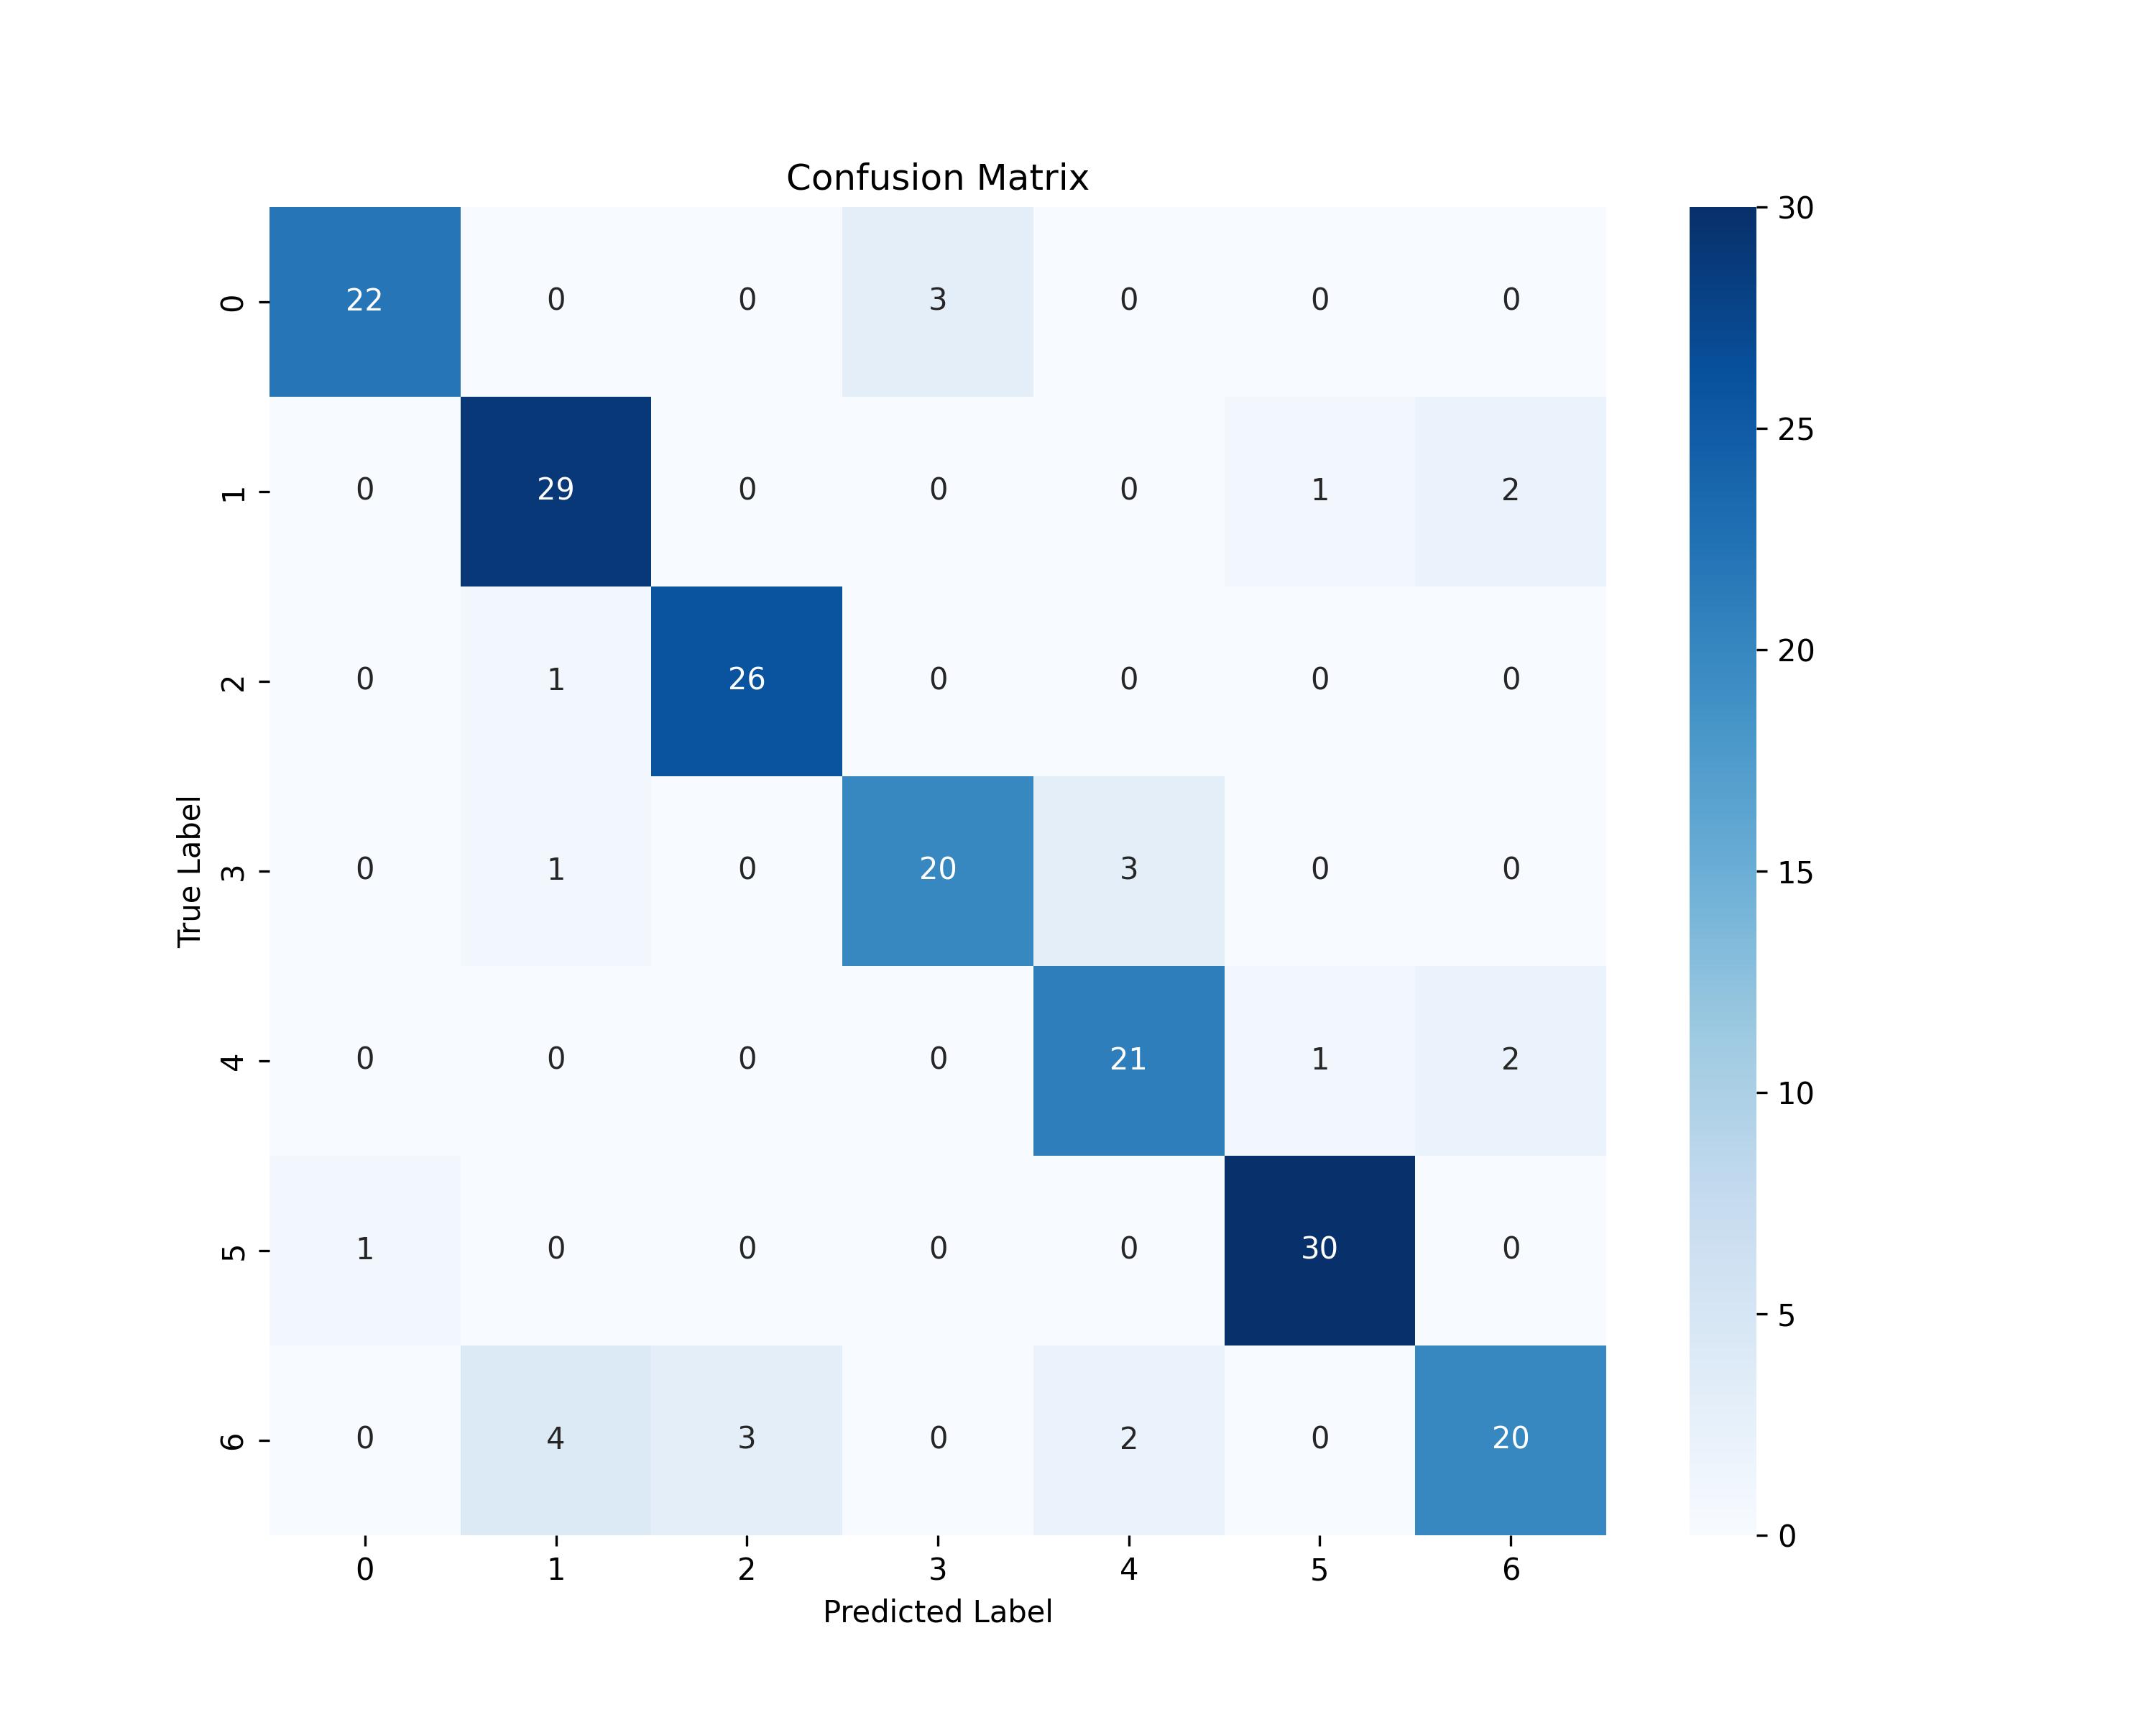 Confusion Matrix
True Label
0 22 0 0 3 0 0 0
1 0 29 0 0 0 1 2
2 0 1 26 0 0 0 0
3 0 1 0 20 3 0 0
4 0 0 0 0 21 1 2
5 1 0 0 0 0 30 0
6 0 4 3 0 2 0 20
0 1 2 3 4 5 6
Predicted Label
30
25
20
15
10
5
0